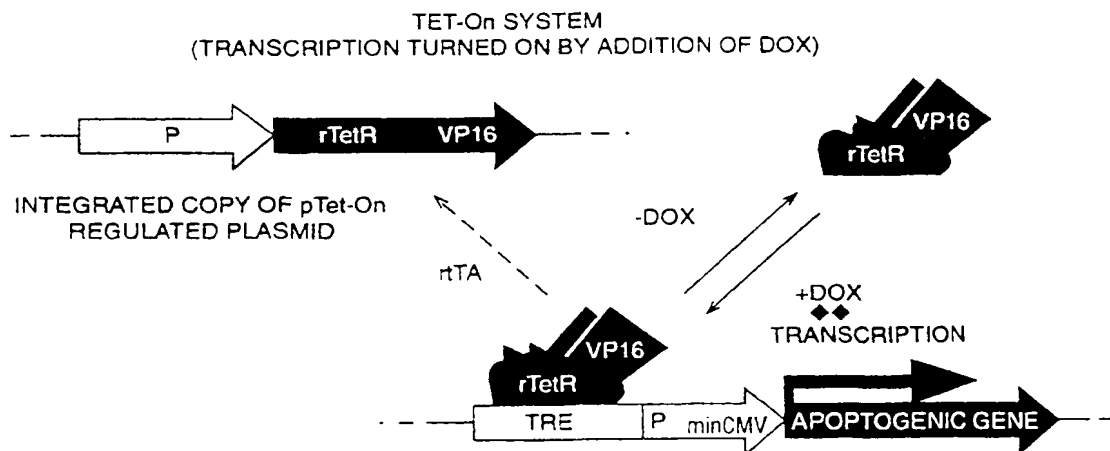 TET-On SYSTEM
(TRANSCRIPTION TURNED ON BY ADDITION OF DOX)
P
rTetR VP16
VP16
rTetR
INTEGRATED COPY OF pTet-On
REGULATED PLASMID
-DOX
rtTA
+DOX
TRANSCRIPTION
VP16
rTetR
TRE
P minCMV
APOPTOGENIC GENE